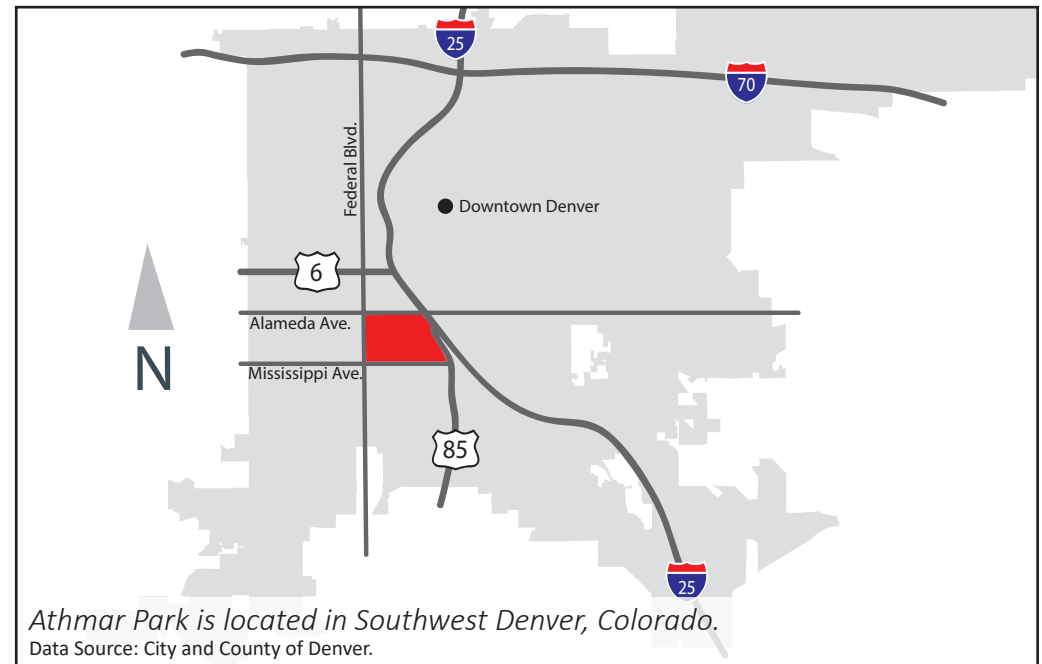 25
70
Federal Blvd.
Downtown Denver
6
Alameda Ave.
N
Mississippi Ave.
85
25
Athmar Park is located in Southwest Denver, Colorado.
Data Source: City and County of Denver.